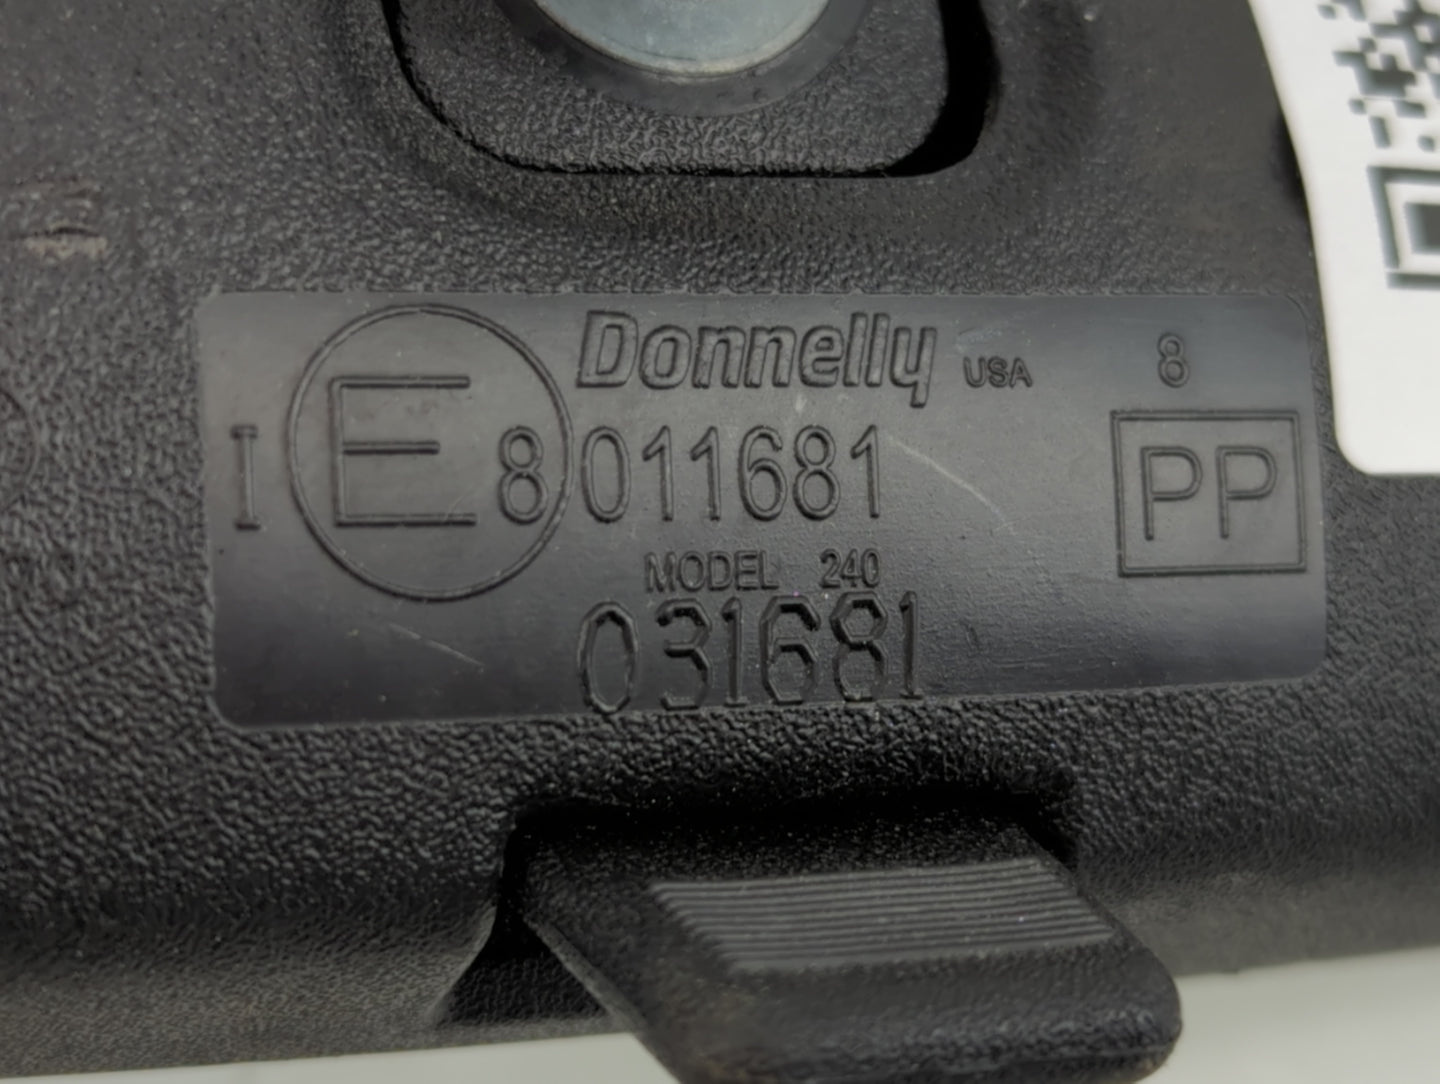 Donnelly USA 8
I E 8 011681 PP
MODEL 240
031681